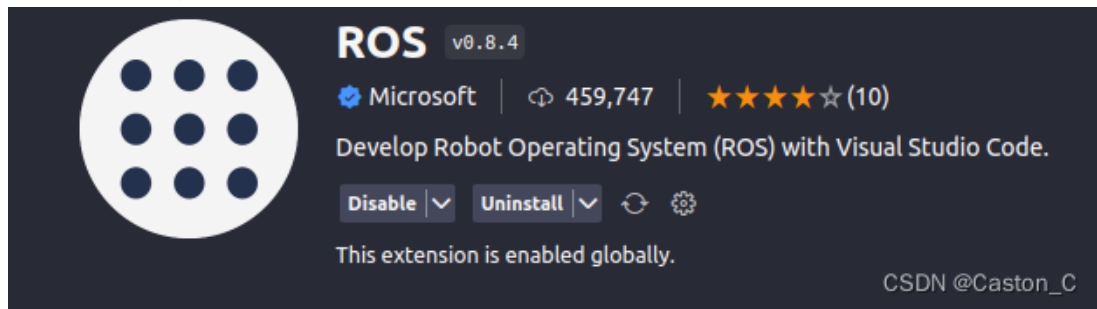 ROS v0.8.4
Microsoft 459,747 (10)
Develop Robot Operating System (ROS) with Visual Studio Code.
Disable Uninstall
This extension is enabled globally.
CSDN @Caston_C